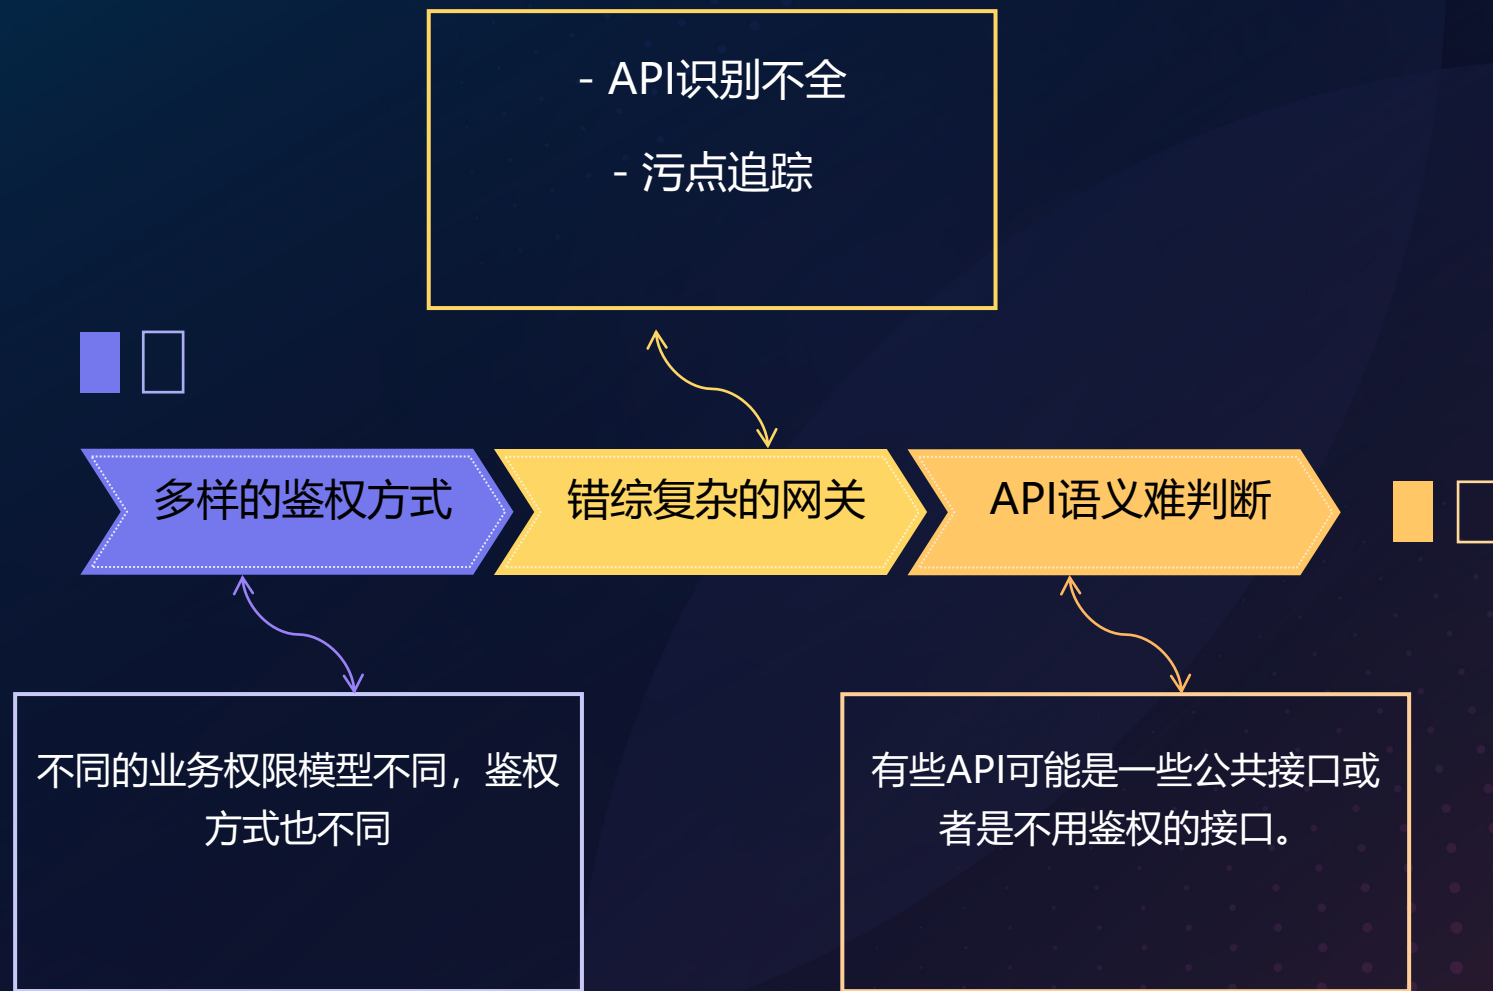 - API识别不全
- 污点追踪
多样的鉴权方式
错综复杂的网关
API语义难判断
不同的业务权限模型不同，鉴权
方式也不同
有些API可能是一些公共接口或
者是不用鉴权的接口。